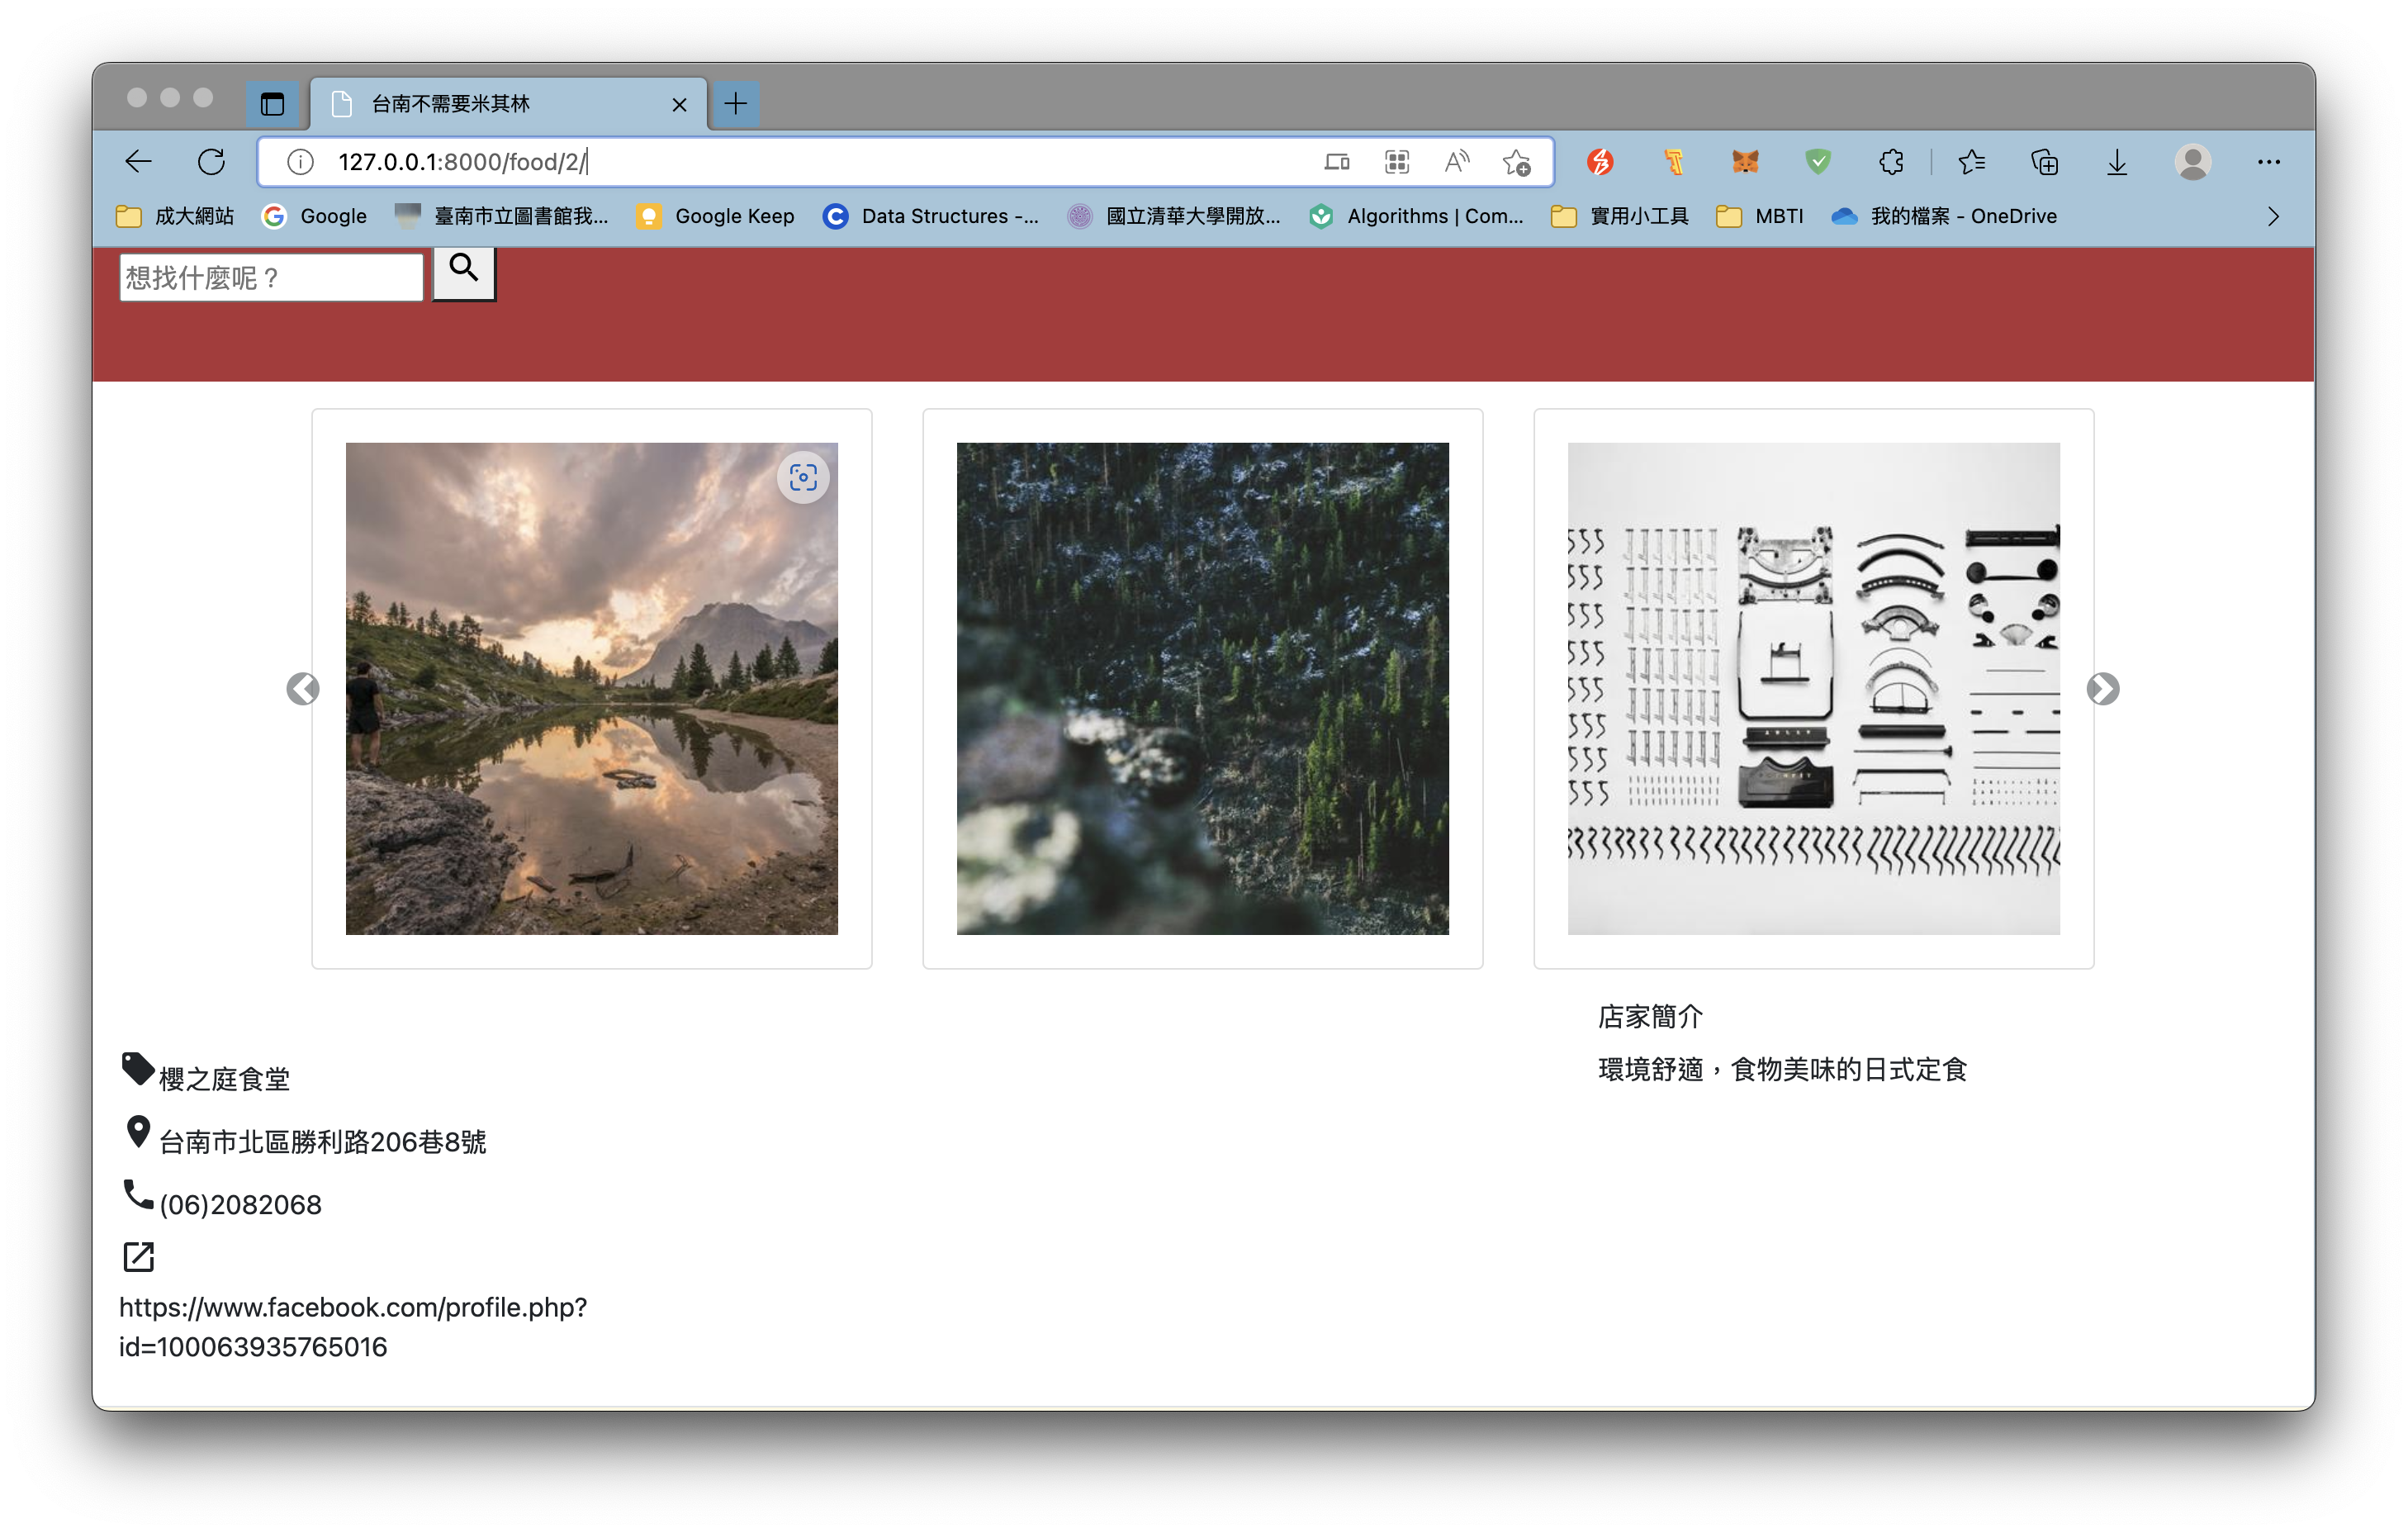 台南不需要米其林
127.0.0.1:8000/food/2/
成大網站 Google 臺南市立圖書館我... Google Keep Data Structures -... 國立清華大學開放... Algorithms | Com... 實用小工具 MBTI 我的檔案 - OneDrive
想找什麼呢？
店家簡介
環境舒適，食物美味的日式定食
櫻之庭食堂
台南市北區勝利路206巷8號
(06)2082068
https://www.facebook.com/profile.php?
id=100063935765016